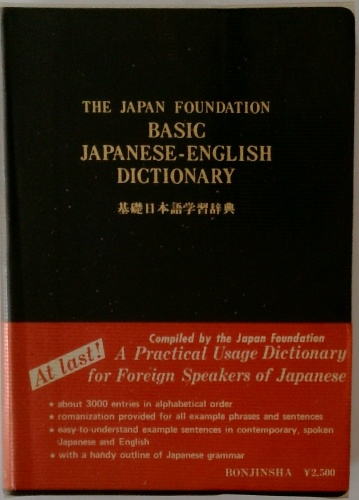 THE JAPAN FOUNDATION
BASIC
JAPANESE-ENGLISH
DICTIONARY
基礎日本語学習辞典
At last!
Compiled by the Japan Foundation
A Practical Usage Dictionary
for Foreign Speakers of Japanese
★ about 3000 entries in alphabetical order
★ romanization provided for all example phrases and sentences
★ easy-to-understand example sentences in contemporary, spoken
Japanese and English
★ with a handy outline of Japanese grammar
BONJINSHA ¥2,500